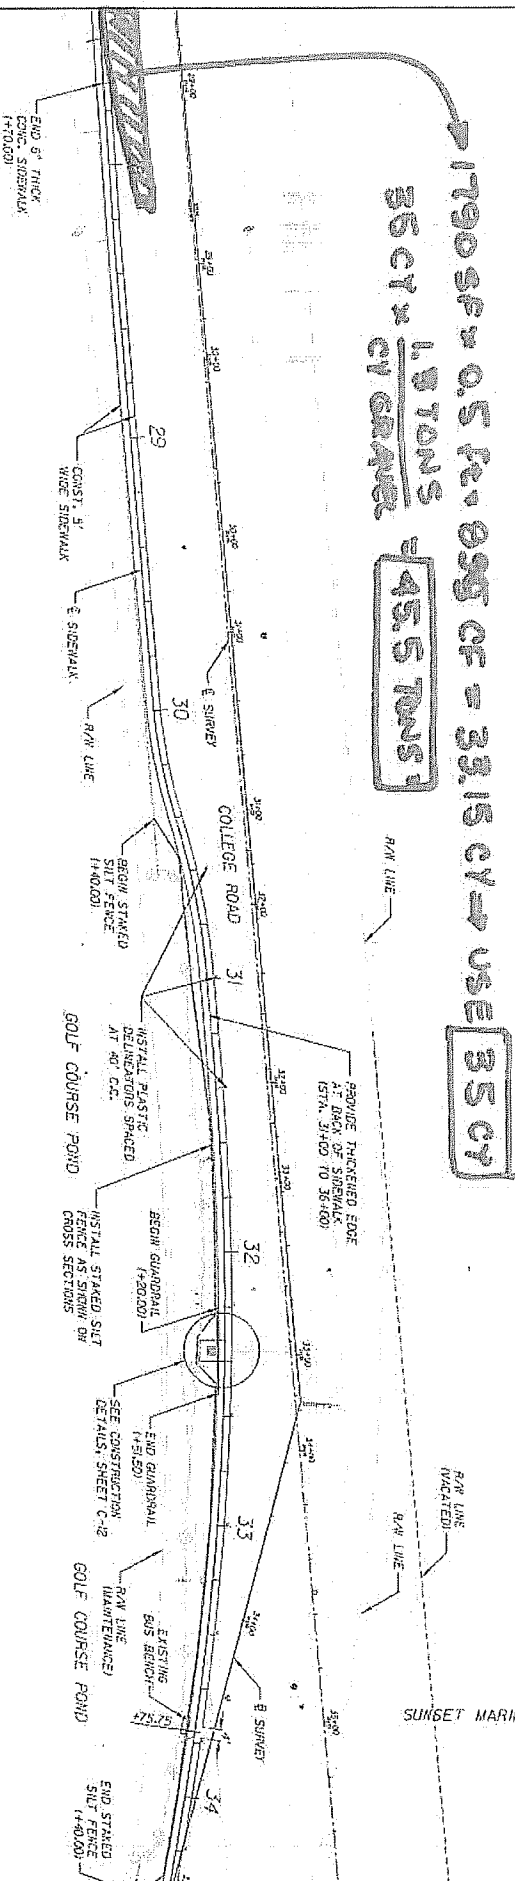 1790 SF × 0.5 Ft = 895 CF = 33.15 CY → USE 35 CY
35 CY ×
TONS
CY GRAVEL
= 45.5 TONS
END 6" THICK
CONC. SIDEWALK
(+70.00)
29
CONST. 5'
WIDE SIDEWALK
℄ SIDEWALK
R/W LINE
30
℄ SURVEY
COLLEGE ROAD
R/W LINE
BEGIN STAKED
SILT FENCE
(+40.00)
GOLF COURSE POND
31
INSTALL PLASTIC
DELINEATORS SPACED
AT 40' C.C.
PROVIDE THICKENED EDGE
AT BACK OF SIDEWALK
(STA. 31+00 TO 36+00)
INSTALL STAKED SILT
FENCE AS SHOWN ON
CROSS SECTIONS
BEGIN GUARDRAIL
(+20.00)
32
SEE CONSTRUCTION
DETAILS, SHEET C-12
END GUARDRAIL
(+51.50)
33
R/W LINE
(VACATED)
R/W LINE
R/W LINE
(MAINTENANCE)
GOLF COURSE POND
EXISTING
BUS BENCH
+75.75
SURVEY
34
SUNSET MARIN
END STAKED
SILT FENCE
(+40.00)